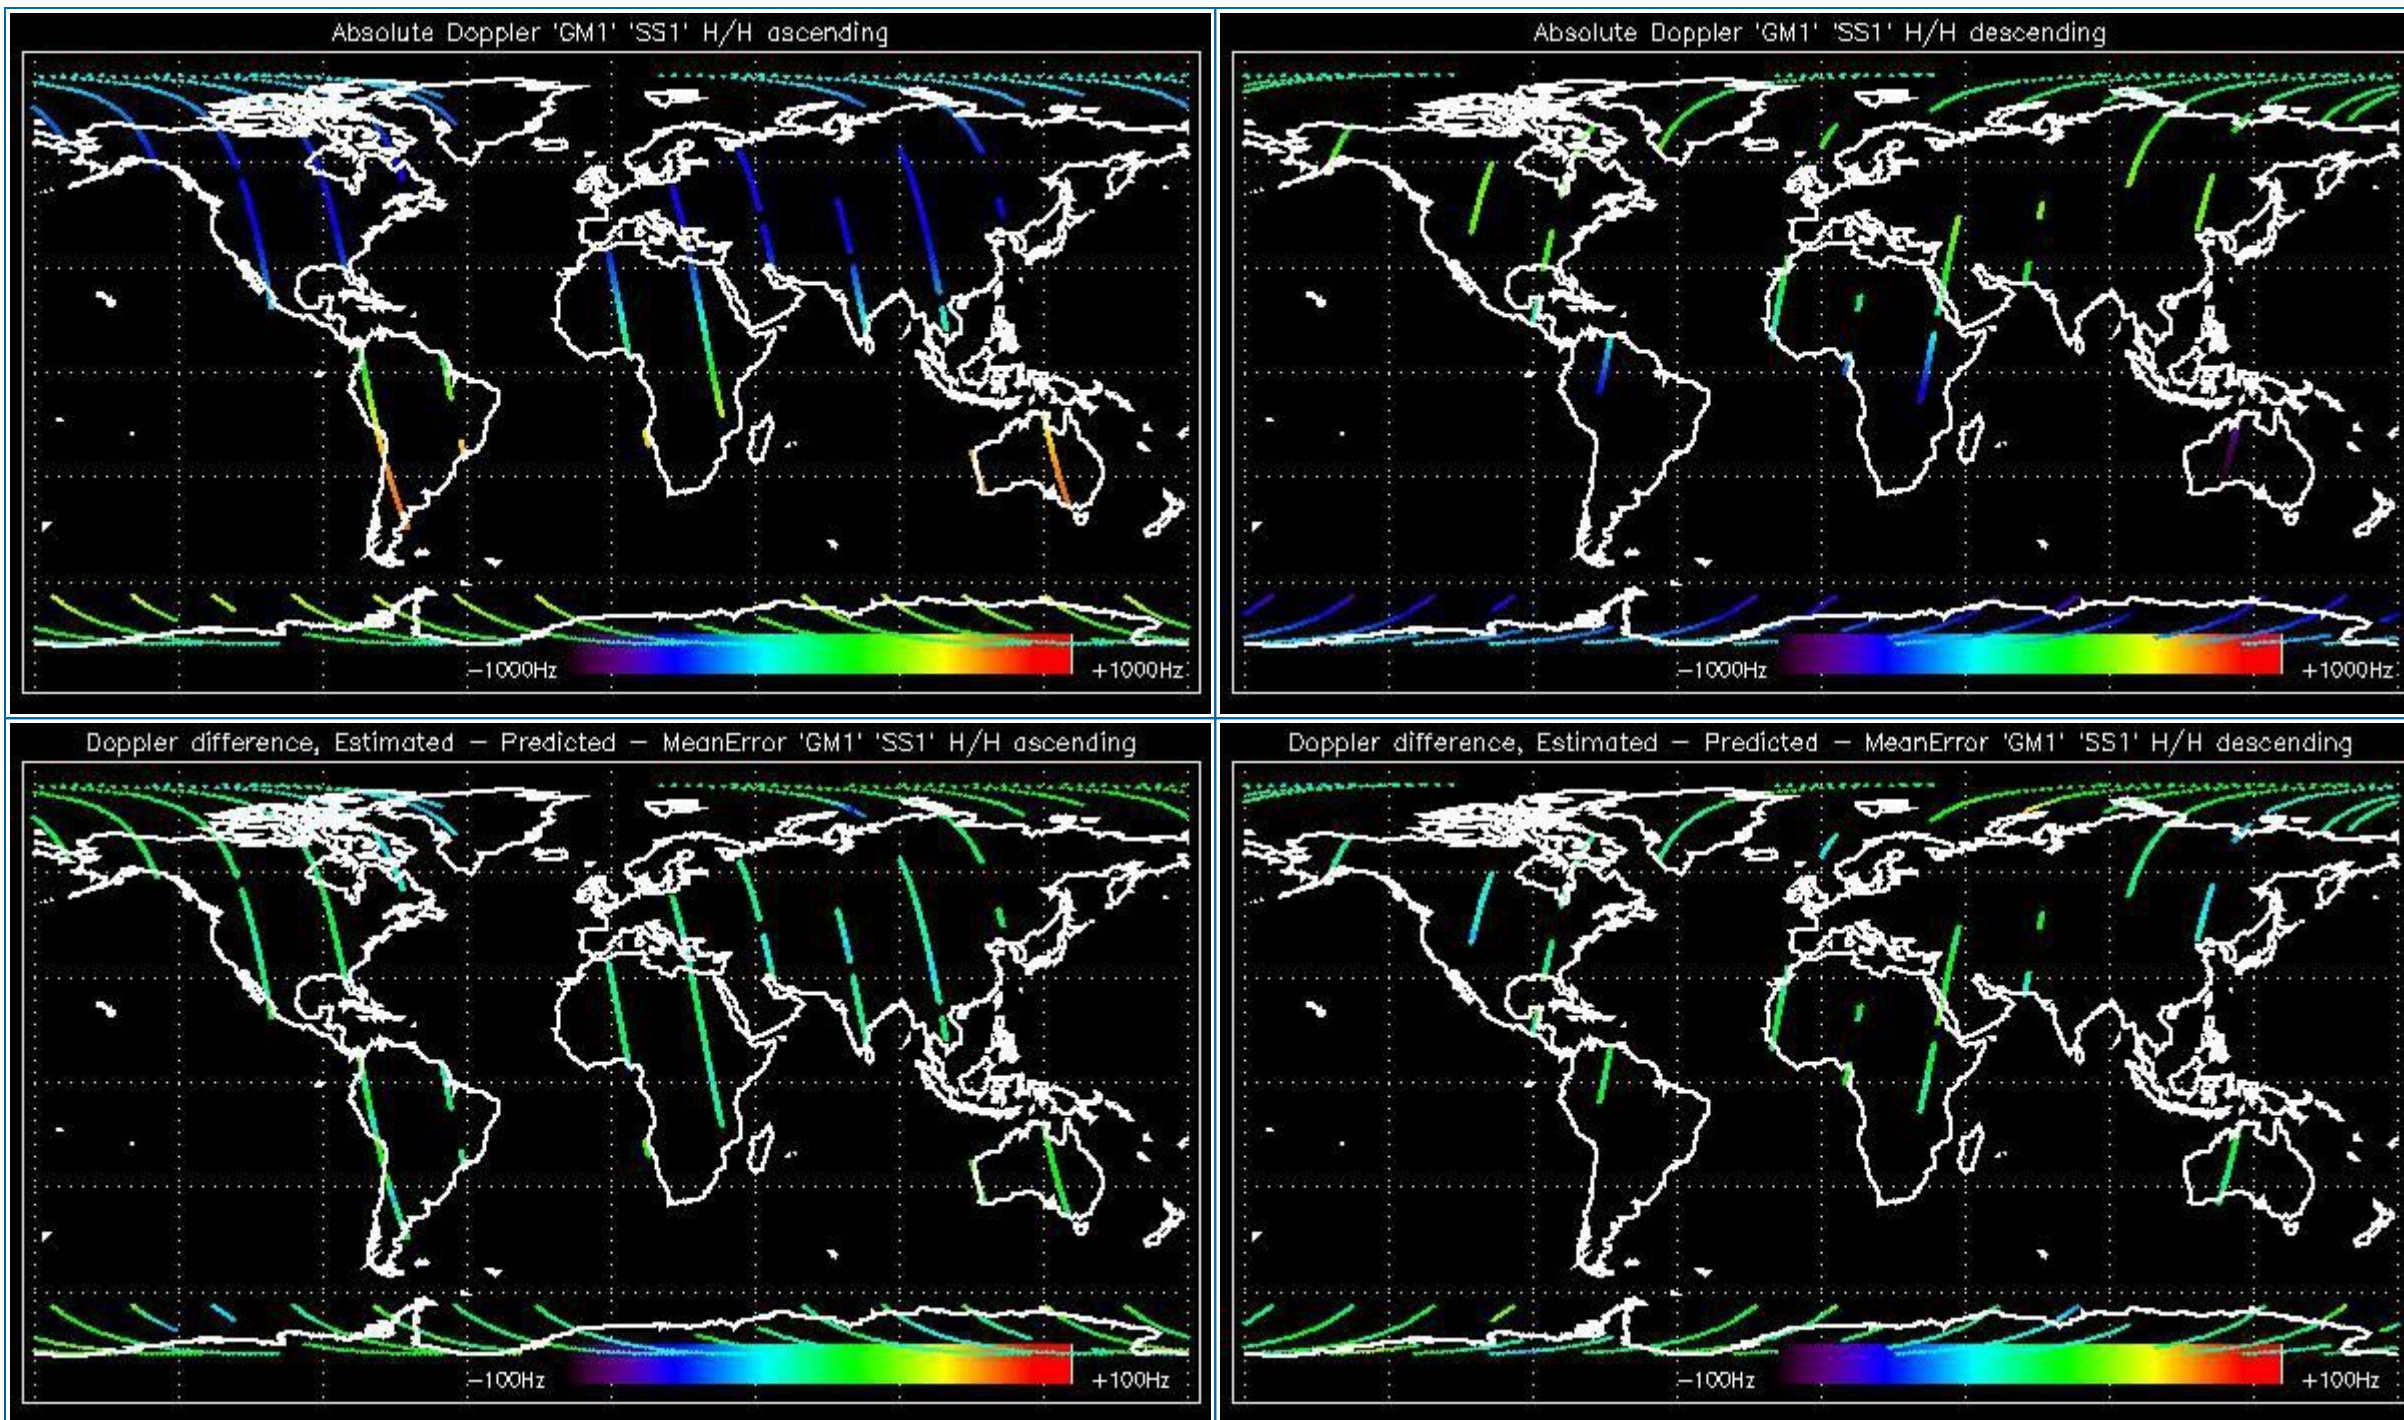 Absolute Doppler 'GM1' 'SS1' H/H ascending
-1000Hz
+1000Hz
Absolute Doppler 'GM1' 'SS1' H/H descending
-1000Hz
+1000Hz
Doppler difference, Estimated - Predicted - MeanError 'GM1' 'SS1' H/H ascending
-100Hz
+100Hz
Doppler difference, Estimated - Predicted - MeanError 'GM1' 'SS1' H/H descending
-100Hz
+100Hz